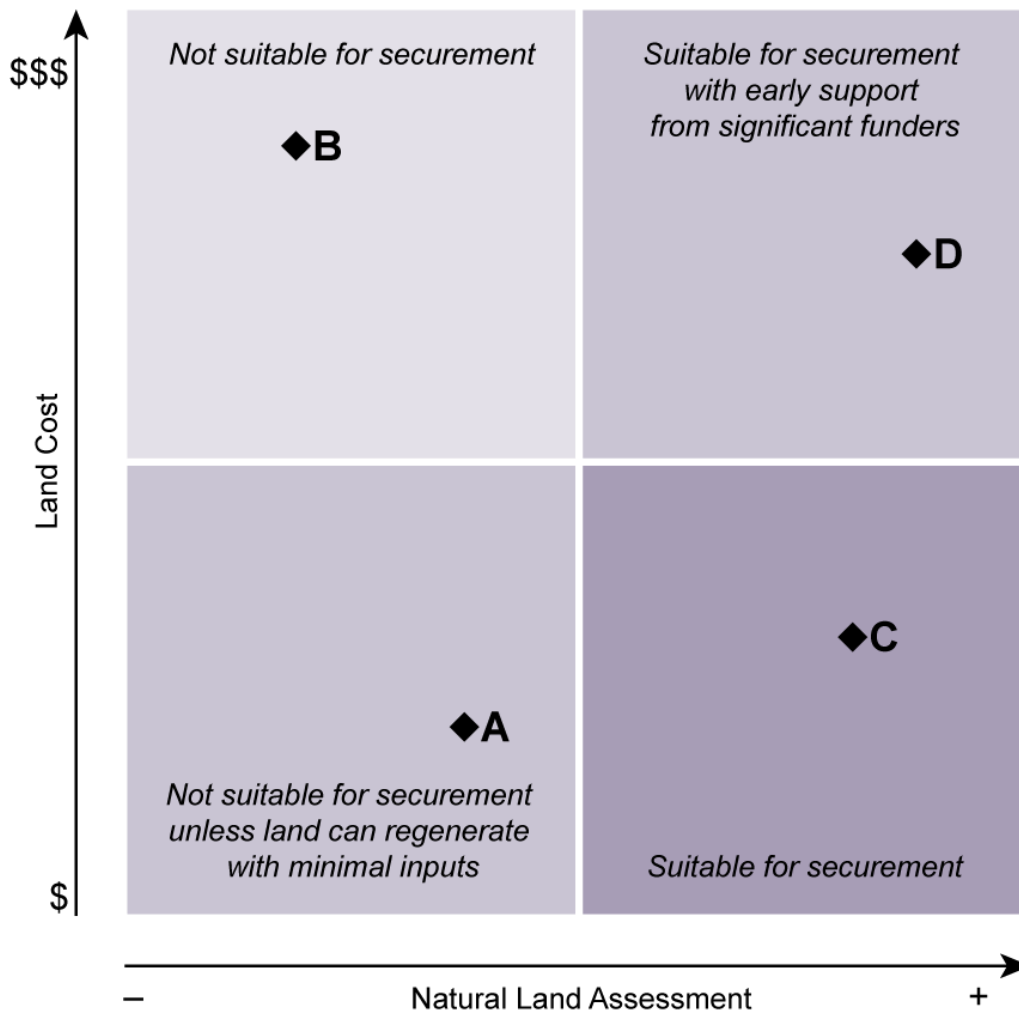 $$$
Not suitable for securement
B
Suitable for securement
with early support
from significant funders
D
Land Cost
C
A
Not suitable for securement
unless land can regenerate
with minimal inputs
Suitable for securement
$
–
Natural Land Assessment
+